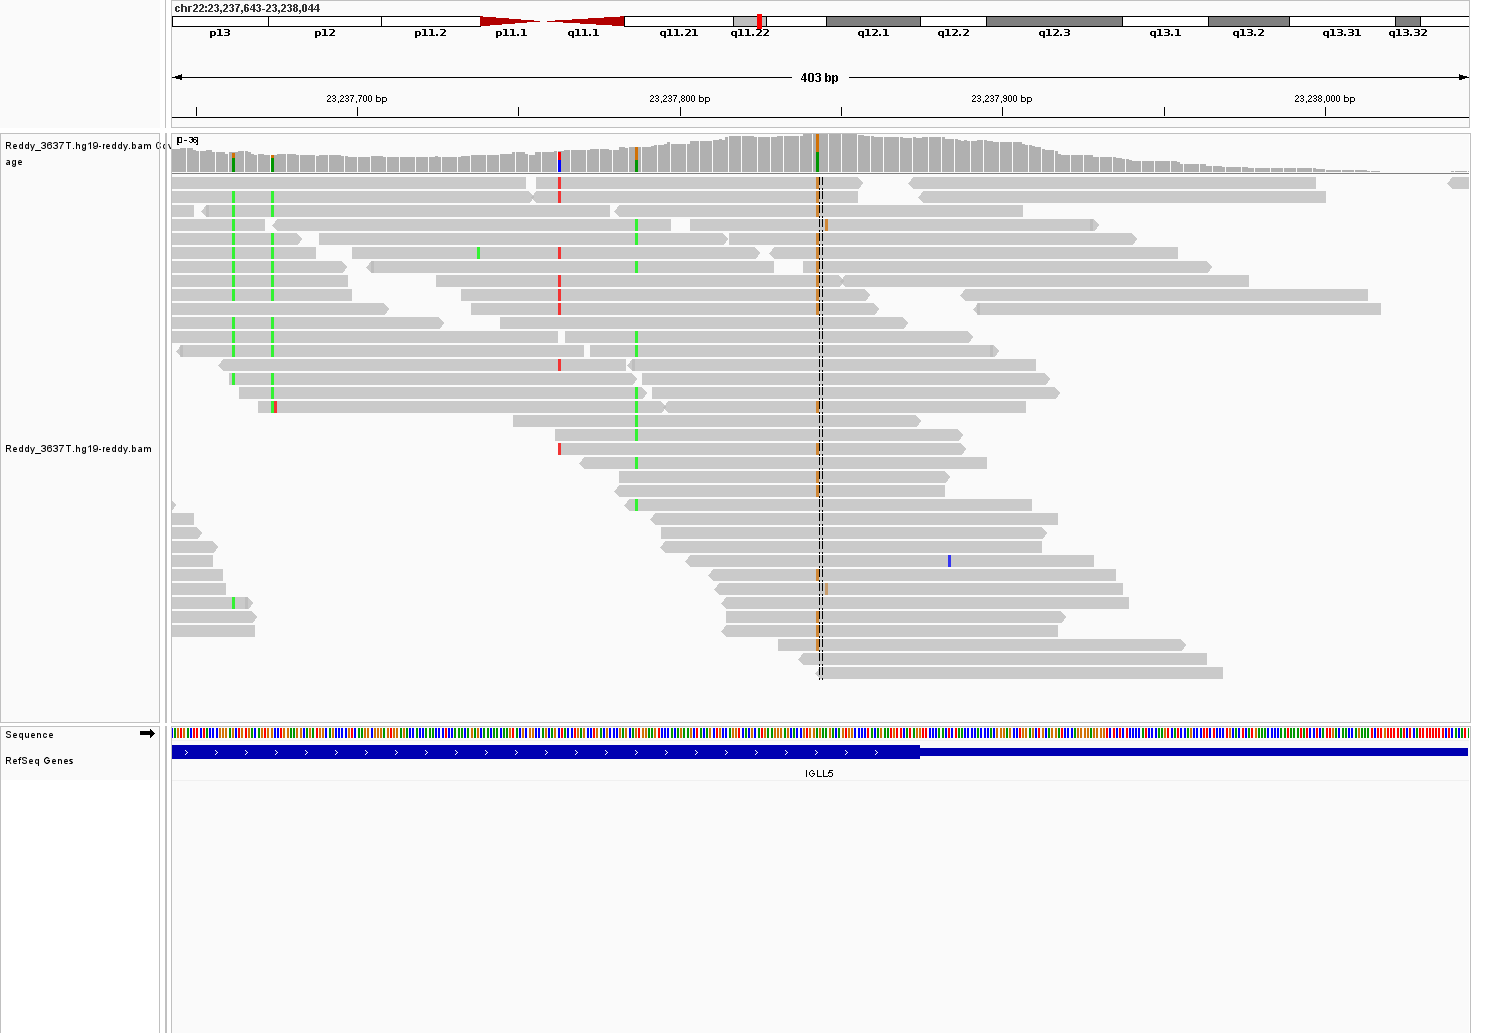 chr22:23,237,643-23,238,044
p13 p12 p11.2 p11.1 q11.1 q11.21 q11.22 q12.1 q12.2 q12.3 q13.1 q13.2 q13.31 q13.32
403 bp
23,237,700 bp 23,237,800 bp 23,237,900 bp 23,238,000 bp
[0-36]
Reddy_3637T.hg19-reddy.bam Cov
age
Reddy_3637T.hg19-reddy.bam
Sequence
RefSeq Genes
IGLL5